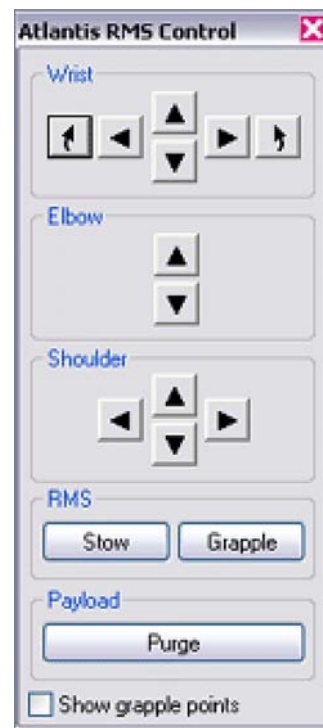 Atlantis RMS Control
Wrist
Elbow
Shoulder
RMS
Stow Grapple
Payload
Purge
Show grapple points